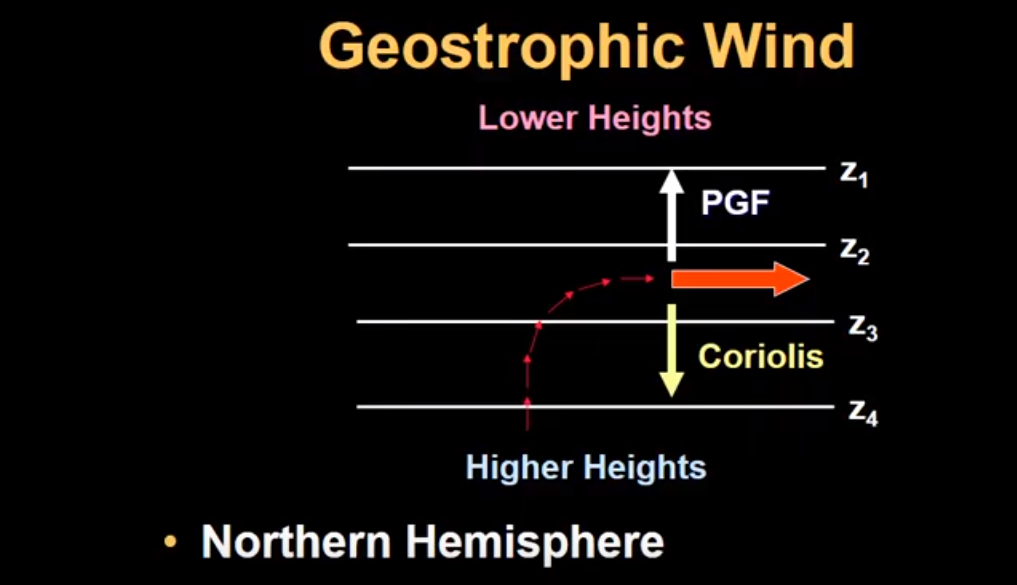 Geostrophic Wind
Lower Heights
z1
PGF
z2
z3
Coriolis
z4
Higher Heights
• Northern Hemisphere